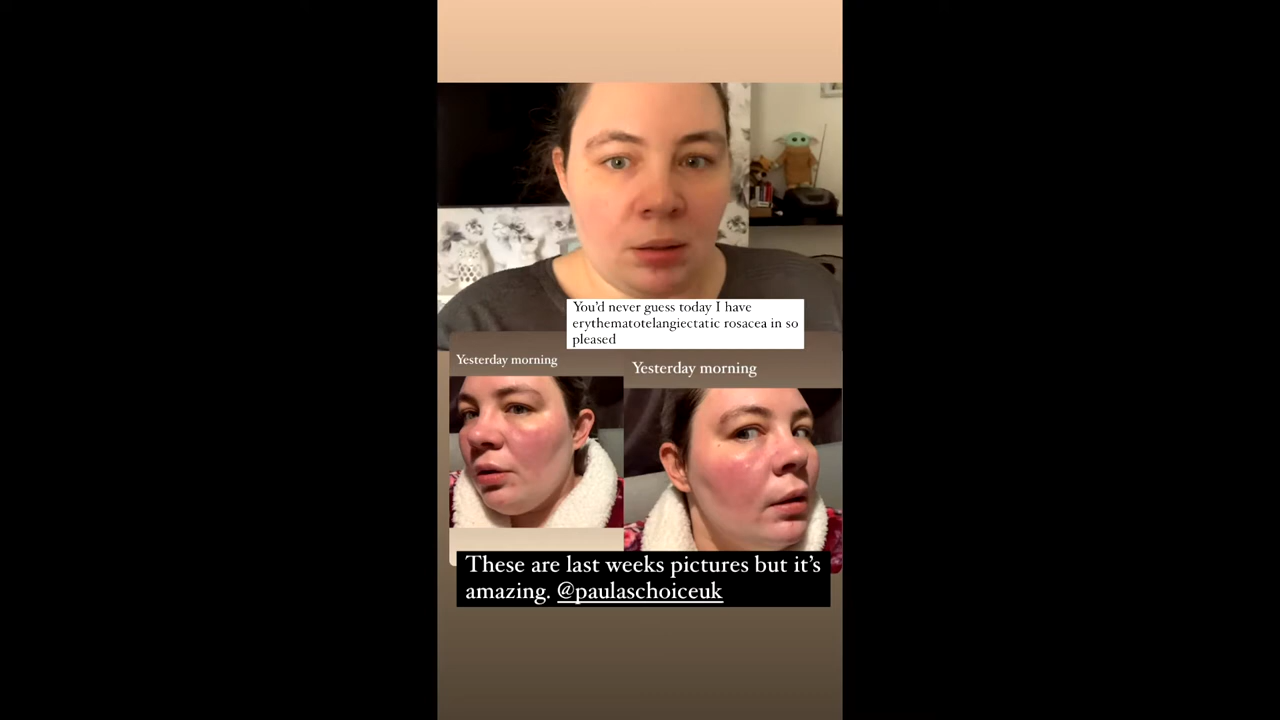 You'd never guess today I have
erythematotelangiectatic rosacea in so
pleased
Yesterday morning
Yesterday morning
These are last weeks pictures but it's
amazing. @paulaschoiceuk